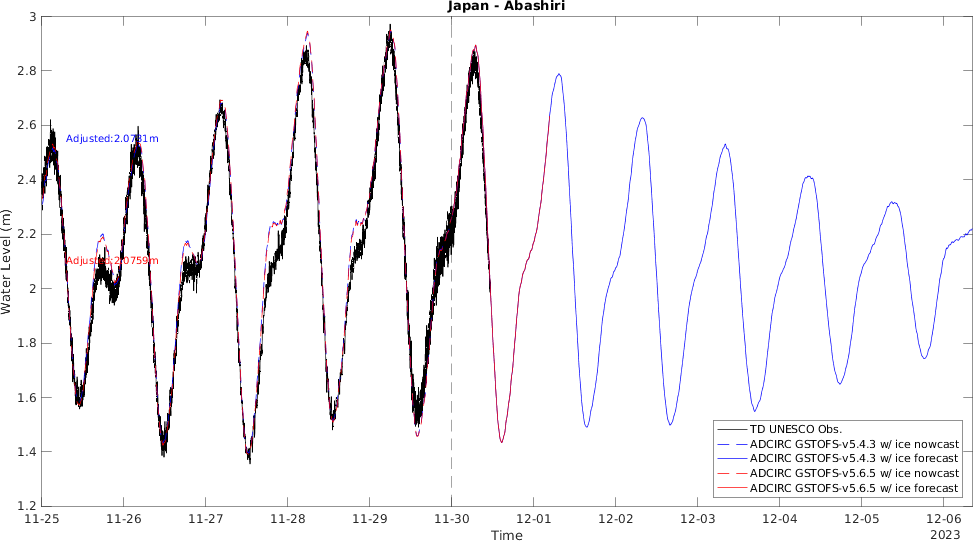 Japan - Abashiri
3
2.8
2.6
2.4
2.2
2
1.8
1.6
1.4
1.2
Water Level (m)
Adjusted:2.0781m
Adjusted:2.0759m
TD UNESCO Obs.
ADCIRC GSTOFS-v5.4.3 w/ ice nowcast
ADCIRC GSTOFS-v5.4.3 w/ ice forecast
ADCIRC GSTOFS-v5.6.5 w/ ice nowcast
ADCIRC GSTOFS-v5.6.5 w/ ice forecast
11-25 11-26 11-27 11-28 11-29 11-30 12-01 12-02 12-03 12-04 12-05 12-06
Time
2023